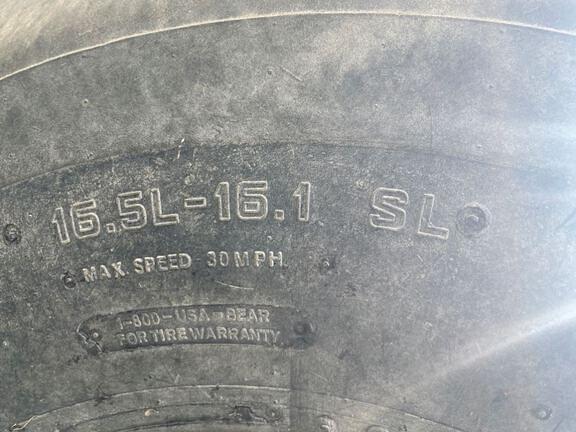 16.5L-16.1 SL
MAX. SPEED 30 MPH
1-800-USA-BEAR
FOR TIRE WARRANTY